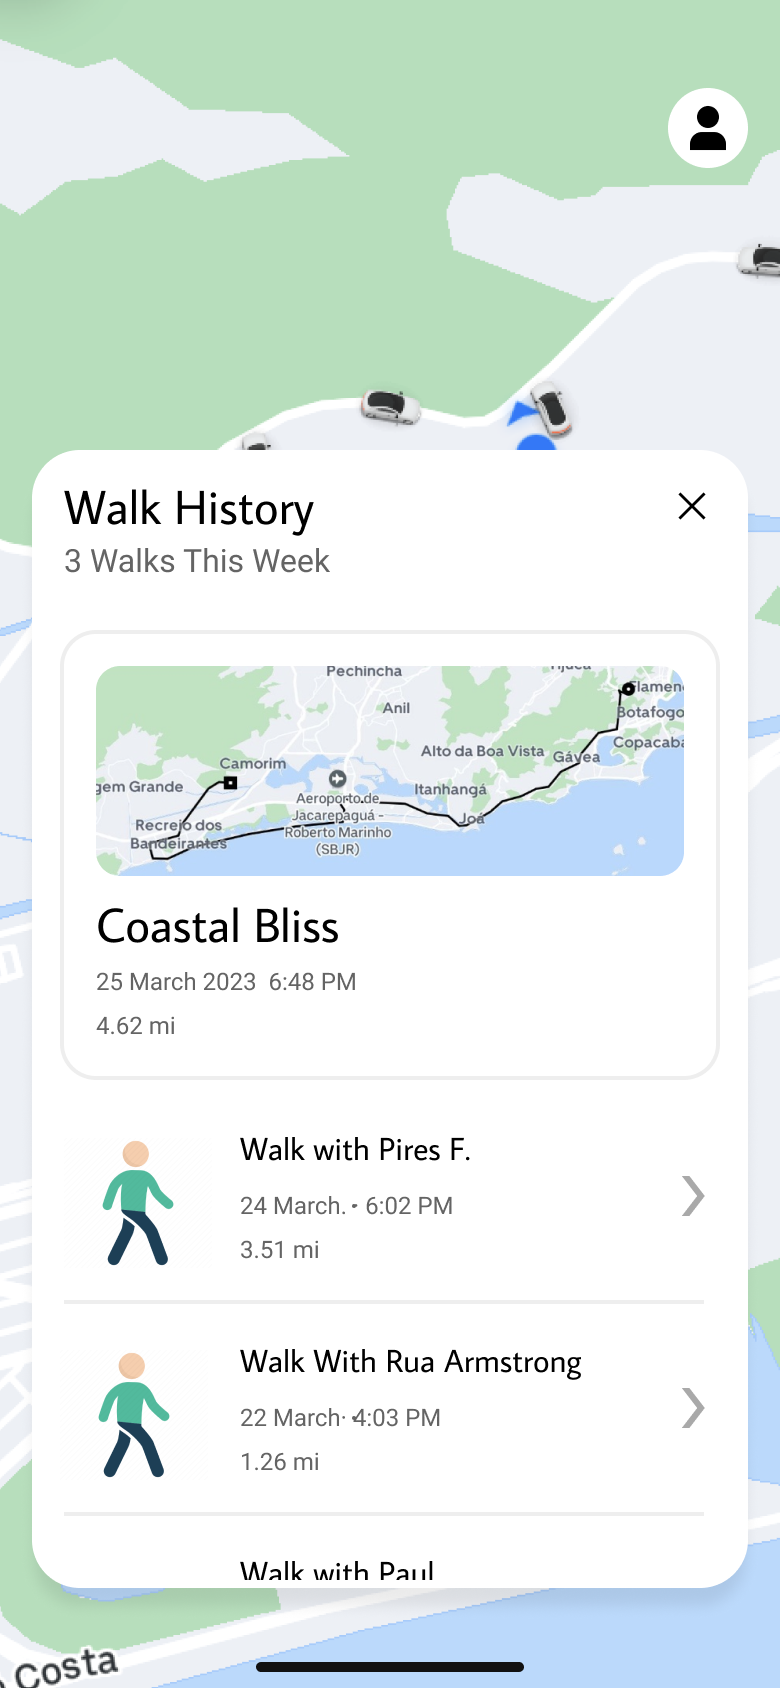 Walk History
3 Walks This Week
Pechincha
Tijuca
Anil
Flamen
Botafogo
Copacaba
Alto da Boa Vista
Gávea
Camorim
gem Grande
Itanhangá
Aeroporto de
Jacarepaguá -
Roberto Marinho
(SBJR)
Joá
Recreio dos
Bandeirantes
Coastal Bliss
25 March 2023 6:48 PM
4.62 mi
Walk with Pires F.
24 March. · 6:02 PM
3.51 mi
Walk With Rua Armstrong
22 March· ·4:03 PM
1.26 mi
Walk with Paul
Costa